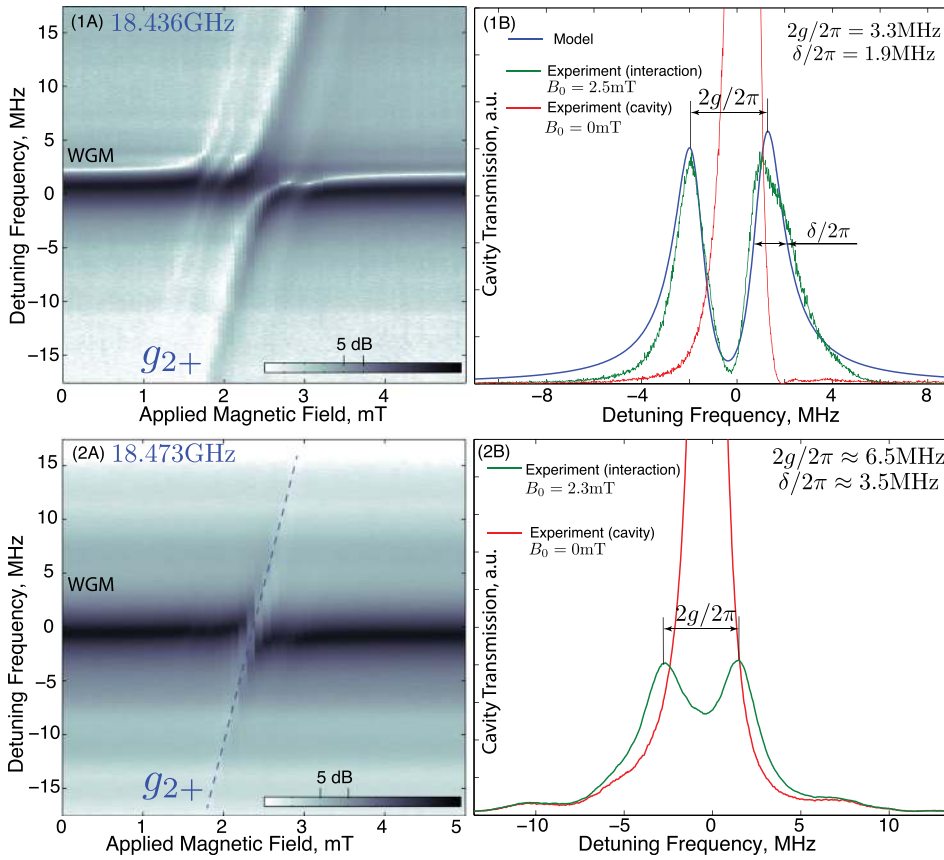 (1A) 18.436GHz
15
10
5
0
−5
−10
−15
Detuning Frequency, MHz
WGM
g2+
5 dB
0 1 2 3 4
Applied Magnetic Field, mT
(1B)
2g/2π = 3.3MHz
δ/2π = 1.9MHz
Model
Experiment (interaction)
B0 = 2.5mT
Experiment (cavity)
B0 = 0mT
2g/2π
δ/2π
Cavity Transmission, a.u.
−8 −4 0 4 8
Detuning Frequency, MHz
(2A) 18.473GHz
15
10
5
0
−5
−10
−15
Detuning Frequency, MHz
WGM
g2+
5 dB
0 1 2 3 4 5
Applied Magnetic Field, mT
(2B)
2g/2π ≈ 6.5MHz
δ/2π ≈ 3.5MHz
Experiment (interaction)
B0 = 2.3mT
Experiment (cavity)
B0 = 0mT
2g/2π
Cavity Transmission, a.u.
−10 −5 0 5 10
Detuning Frequency, MHz